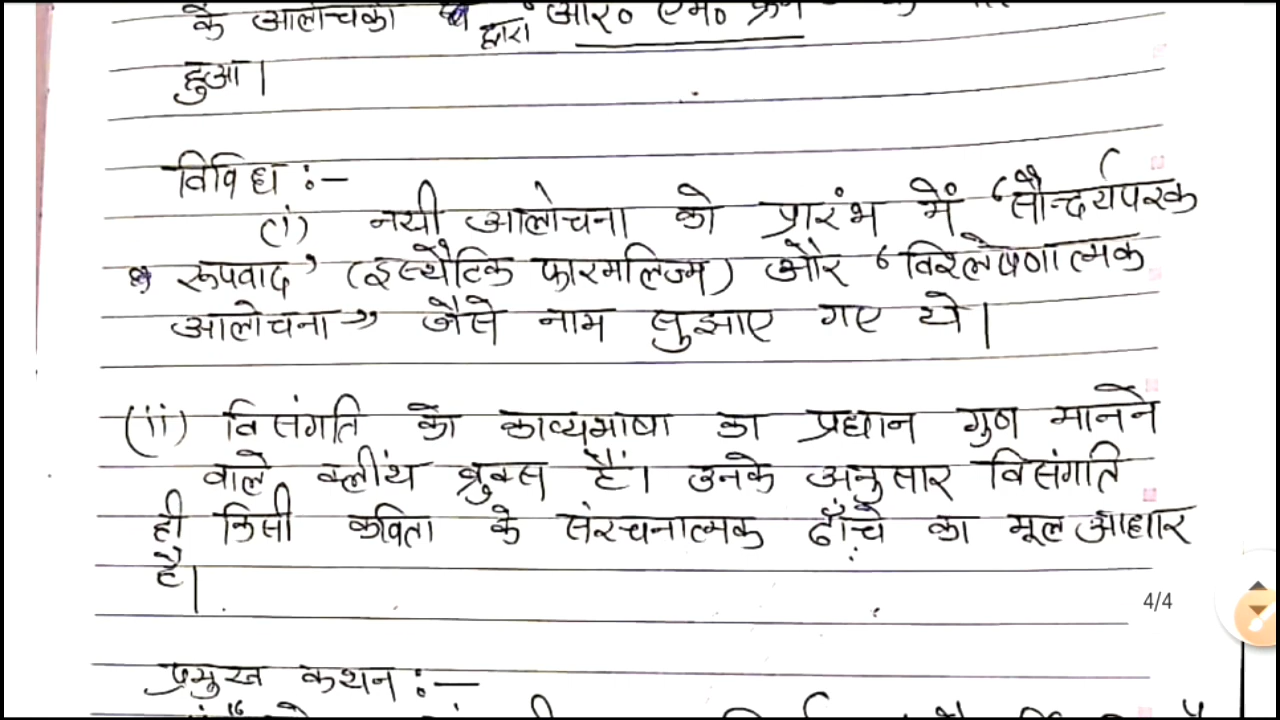 के आलोचकों द्वारा आर० एम० क्रेन
हुआ।
विविध :-
(i) नयी आलोचना को प्रारंभ में ‘सौन्दर्यपरक
रूपवाद’ (इस्थैटिक फारमलिज्म) और ‘विश्लेषणात्मक
आलोचना” जैसे नाम सुझाए गए थे।
(ii) विसंगति को काव्यभाषा का प्रधान गुण मानने
वाले क्लींथ ब्रुक्स हैं। उनके अनुसार विसंगति
ही किसी कविता के संरचनात्मक ढाँचे का मूल आधार
है।
4/4
प्रमुख कथन :-